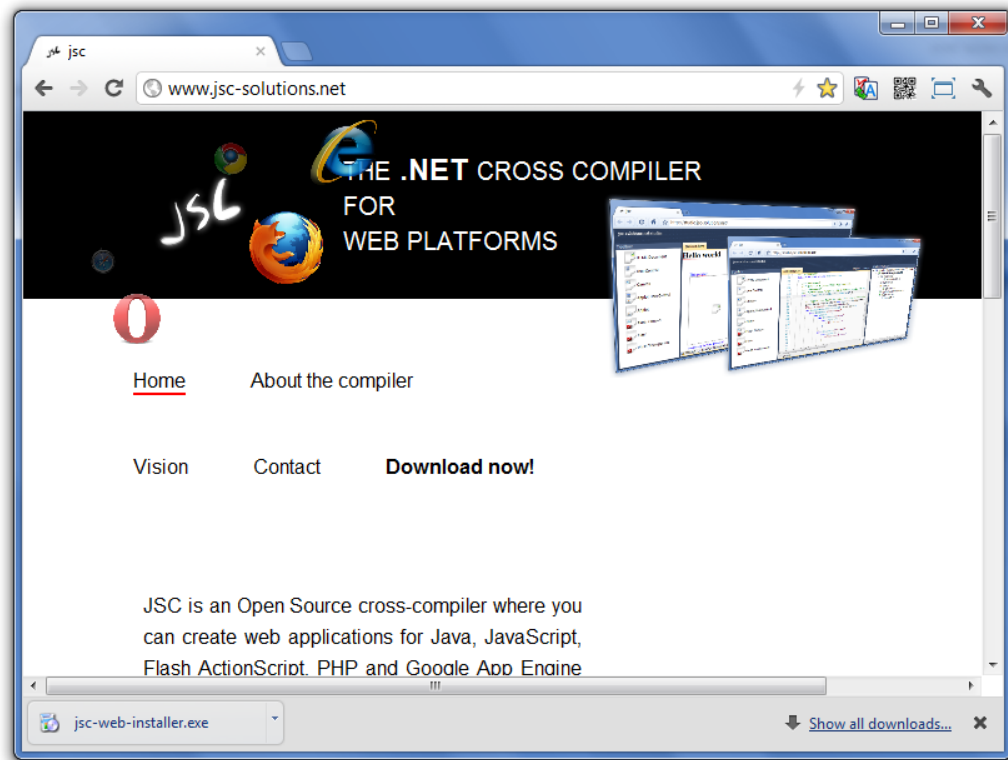 jsc
www.jsc-solutions.net
JSC
THE .NET CROSS COMPILER
FOR
WEB PLATFORMS
Hello world
Home About the compiler
Vision Contact Download now!
JSC is an Open Source cross-compiler where you
can create web applications for Java, JavaScript,
Flash ActionScript, PHP and Google App Engine
jsc-web-installer.exe
Show all downloads...